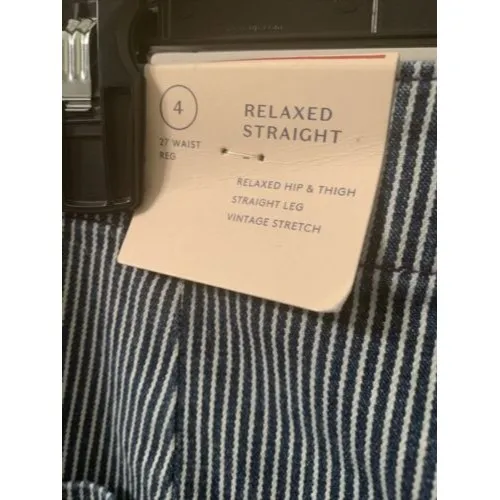 4
27 WAIST
REG
RELAXED
STRAIGHT
RELAXED HIP & THIGH
STRAIGHT LEG
VINTAGE STRETCH